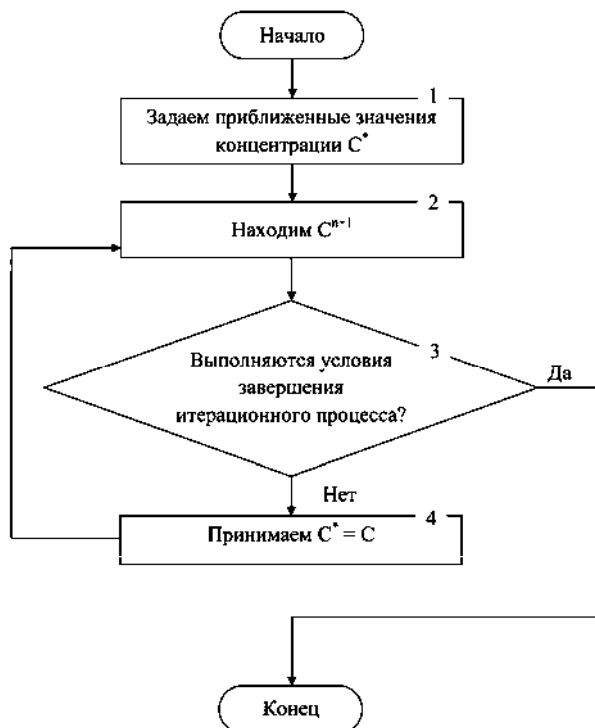 Начало
1
Задаем приближенные значения
концентрации C*
2
Находим Cⁿ⁺¹
3
Выполняются условия
завершения
итерационного процесса?
Да
Нет
4
Принимаем C* = C
Конец